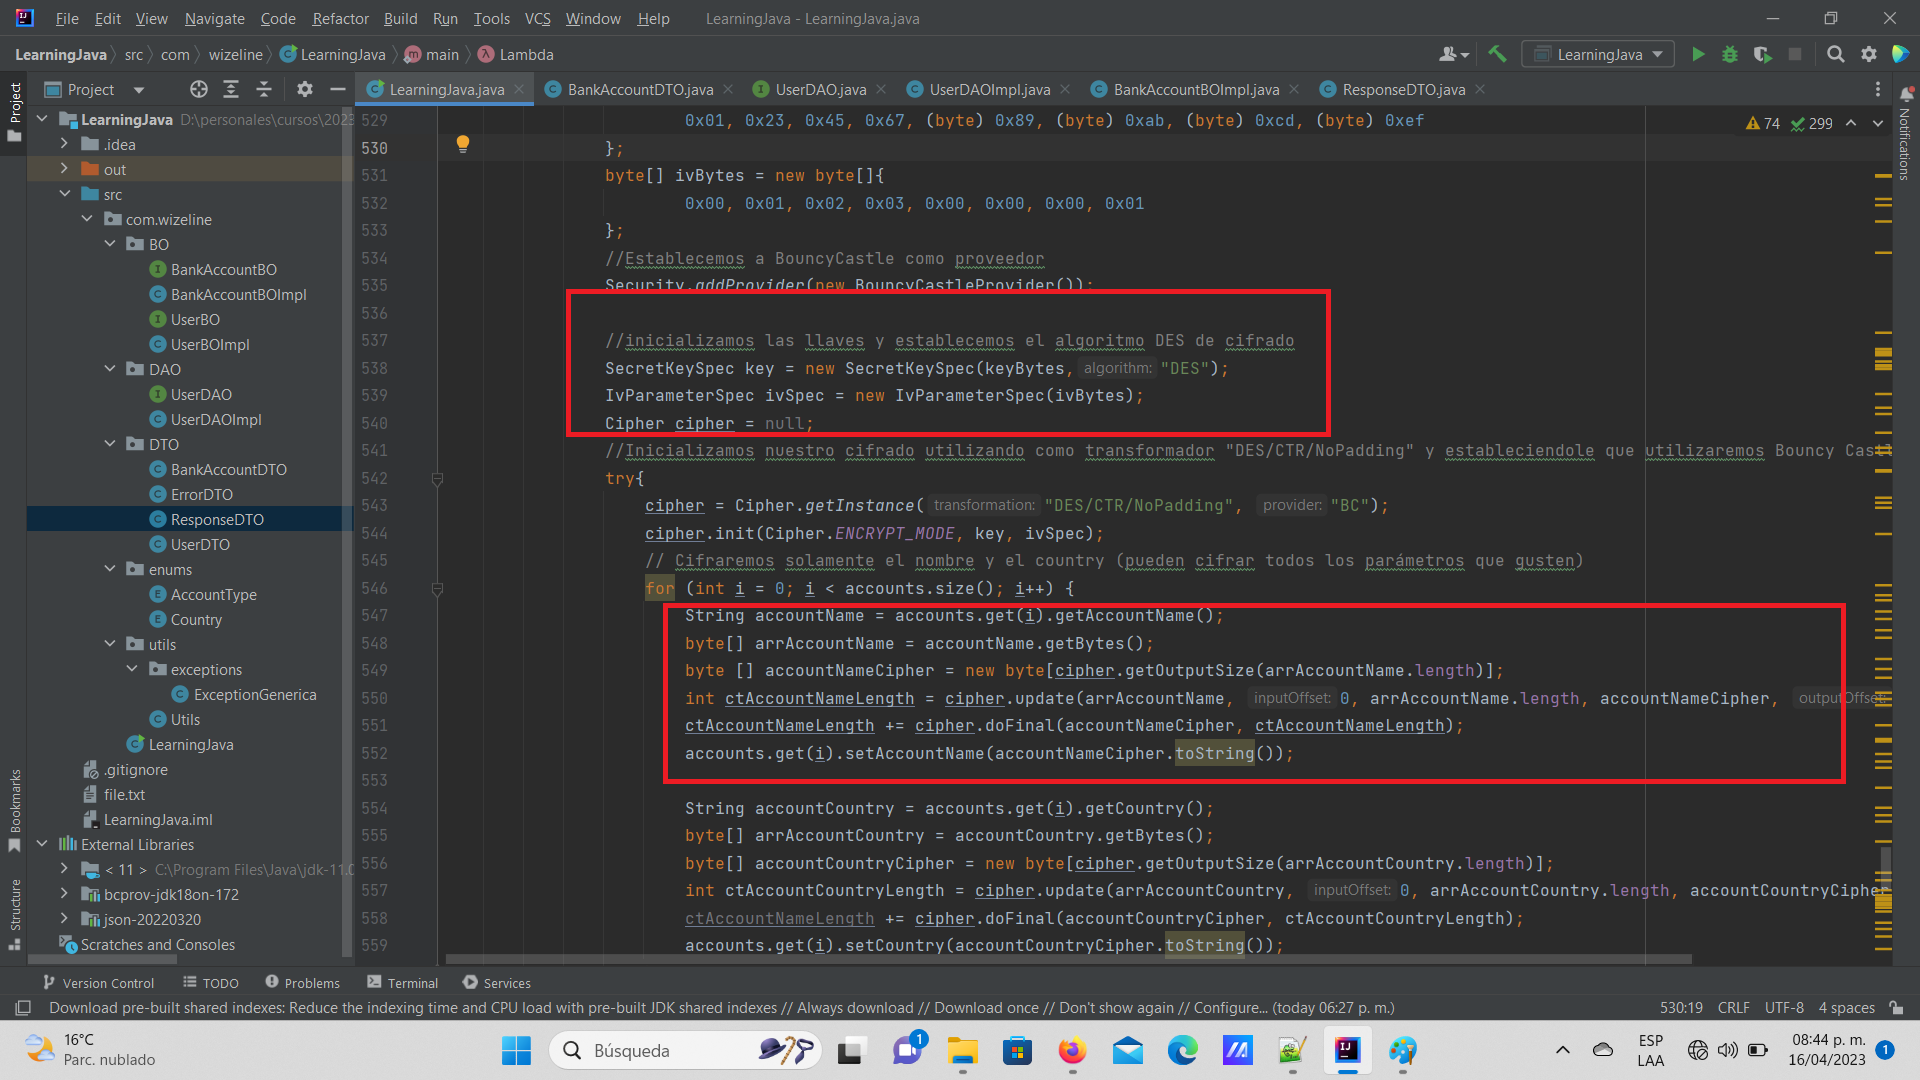 File Edit View Navigate Code Refactor Build Run Tools VCS Window Help LearningJava - LearningJava.java
LearningJava src com wizeline LearningJava main Lambda LearningJava
Project LearningJava.java BankAccountDTO.java UserDAO.java UserDAOImpl.java BankAccountBOImpl.java ResponseDTO.java
Project
Notifications
Bookmarks
Structure
LearningJava D:\personales\cursos\2023
.idea
out
src
com.wizeline
BO
BankAccountBO
BankAccountBOImpl
UserBO
UserBOImpl
DAO
UserDAO
UserDAOImpl
DTO
BankAccountDTO
ErrorDTO
ResponseDTO
UserDTO
enums
AccountType
Country
utils
exceptions
ExceptionGenerica
Utils
LearningJava
.gitignore
file.txt
LearningJava.iml
External Libraries
< 11 > C:\Program Files\Java\jdk-11.0
bcprov-jdk18on-172
json-20220320
Scratches and Consoles
74 299
529 0x01, 0x23, 0x45, 0x67, (byte) 0x89, (byte) 0xab, (byte) 0xcd, (byte) 0xef
530 };
531 byte[] ivBytes = new byte[]{
532 0x00, 0x01, 0x02, 0x03, 0x00, 0x00, 0x00, 0x01
533 };
534 //Establecemos a BouncyCastle como proveedor
535 Security.addProvider(new BouncyCastleProvider());
536
537 //inicializamos las llaves y establecemos el algoritmo DES de cifrado
538 SecretKeySpec key = new SecretKeySpec(keyBytes, algorithm: "DES");
539 IvParameterSpec ivSpec = new IvParameterSpec(ivBytes);
540 Cipher cipher = null;
541 //Inicializamos nuestro cifrado utilizando como transformador "DES/CTR/NoPadding" y estableciendole que utilizaremos Bouncy Castl
542 try{
543 cipher = Cipher.getInstance( transformation: "DES/CTR/NoPadding", provider: "BC");
544 cipher.init(Cipher.ENCRYPT_MODE, key, ivSpec);
545 // Cifraremos solamente el nombre y el country (pueden cifrar todos los parámetros que gusten)
546 for (int i = 0; i < accounts.size(); i++) {
547 String accountName = accounts.get(i).getAccountName();
548 byte[] arrAccountName = accountName.getBytes();
549 byte [] accountNameCipher = new byte[cipher.getOutputSize(arrAccountName.length)];
550 int ctAccountNameLength = cipher.update(arrAccountName, inputOffset: 0, arrAccountName.length, accountNameCipher, outputOffset:
551 ctAccountNameLength += cipher.doFinal(accountNameCipher, ctAccountNameLength);
552 accounts.get(i).setAccountName(accountNameCipher.toString());
553
554 String accountCountry = accounts.get(i).getCountry();
555 byte[] arrAccountCountry = accountCountry.getBytes();
556 byte[] accountCountryCipher = new byte[cipher.getOutputSize(arrAccountCountry.length)];
557 int ctAccountCountryLength = cipher.update(arrAccountCountry, inputOffset: 0, arrAccountCountry.length, accountCountryCipher
558 ctAccountNameLength += cipher.doFinal(accountCountryCipher, ctAccountCountryLength);
559 accounts.get(i).setCountry(accountCountryCipher.toString());
Version Control TODO Problems Terminal Services
Download pre-built shared indexes: Reduce the indexing time and CPU load with pre-built JDK shared indexes // Always download // Download once // Don't show again // Configure... (today 06:27 p. m.) 530:19 CRLF UTF-8 4 spaces
16°C
Parc. nublado
Búsqueda
1
ESP
LAA
08:44 p. m.
16/04/2023
1